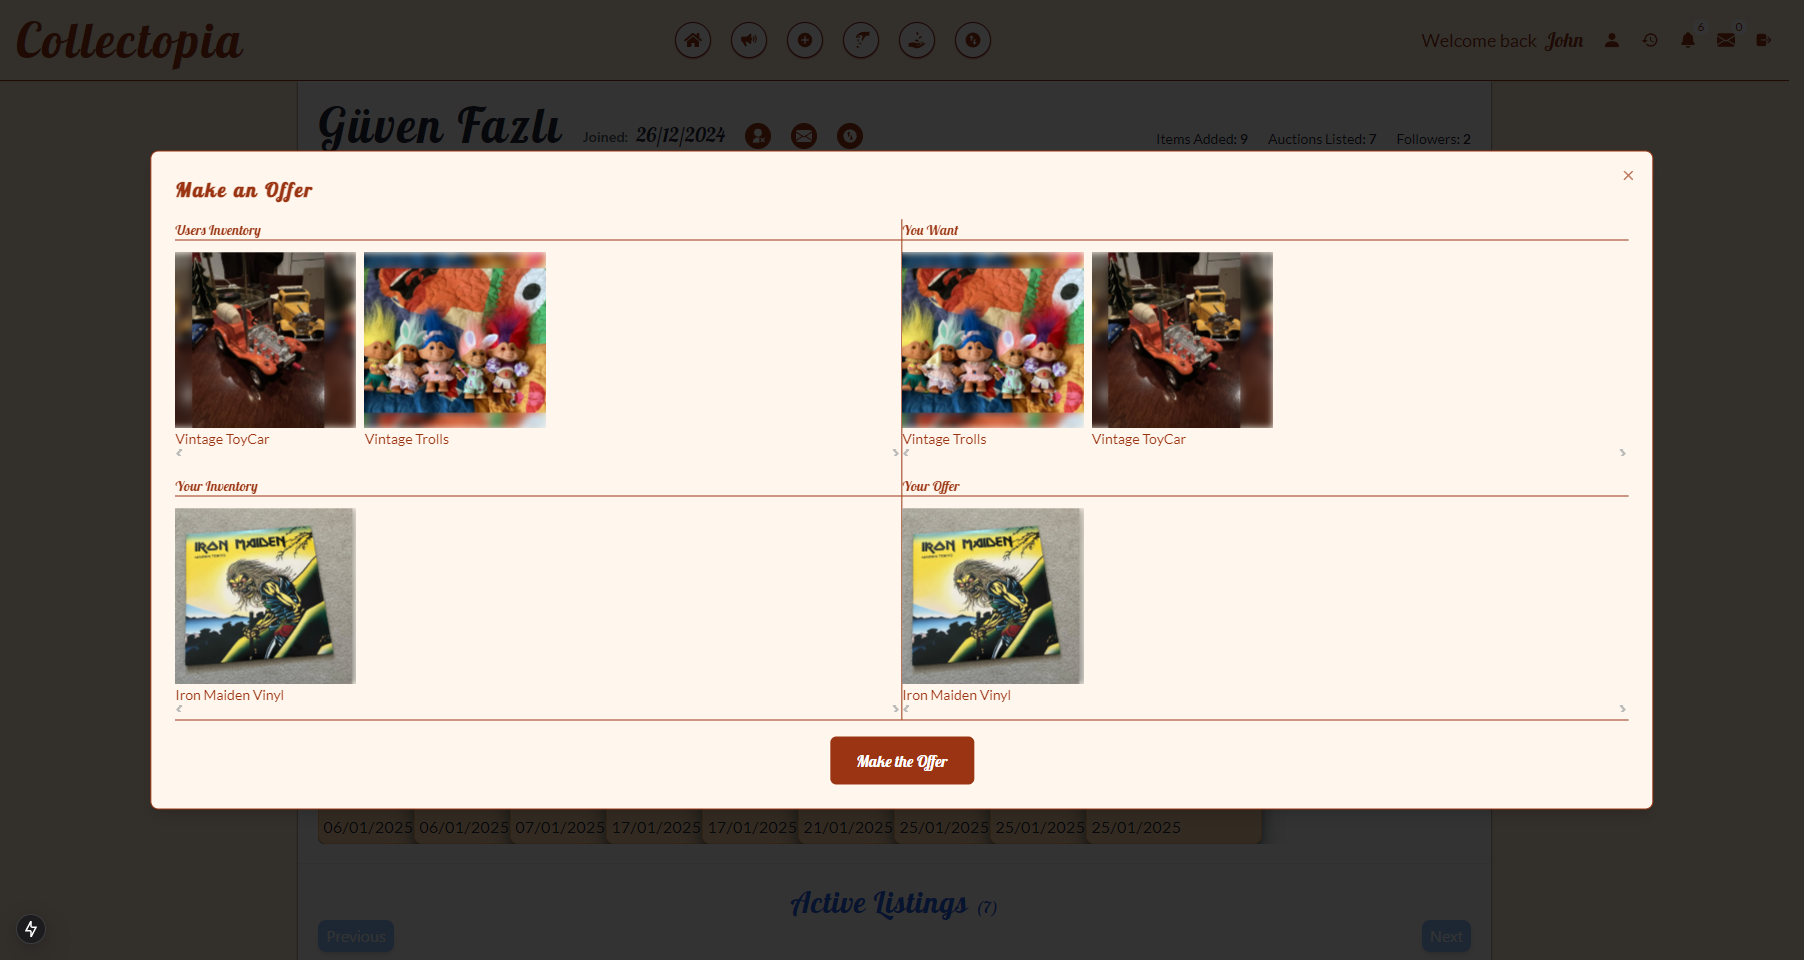 Collectopia
Welcome back John
6
0
Güven Fazlı
Joined: 26/12/2024
Items Added: 9
Auctions Listed: 7
Followers: 2
Make an Offer
×
Users Inventory
You Want
Vintage ToyCar
Vintage Trolls
Vintage Trolls
Vintage ToyCar
Your Inventory
Your Offer
IRON MAIDEN
IRON MAIDEN
Iron Maiden Vinyl
Iron Maiden Vinyl
Make the Offer
06/01/2025 06/01/2025 07/01/2025 17/01/2025 17/01/2025 21/01/2025 25/01/2025 25/01/2025 25/01/2025
Active Listings (7)
Previous
Next